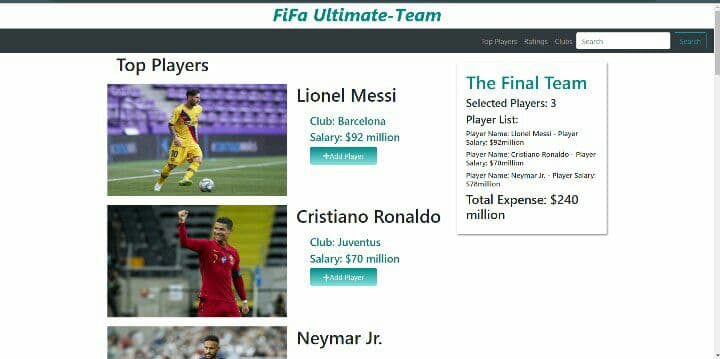 FiFa Ultimate-Team
Top Players Ratings Clubs Search Search
Top Players
Lionel Messi
Club: Barcelona
Salary: $92 million
+Add Player
Cristiano Ronaldo
Club: Juventus
Salary: $70 million
+Add Player
Neymar Jr.
The Final Team
Selected Players: 3
Player List:
Player Name: Lionel Messi - Player
Salary: $92million
Player Name: Cristiano Ronaldo - Player
Salary: $70million
Player Name: Neymar Jr. - Player Salary:
$78million
Total Expense: $240
million